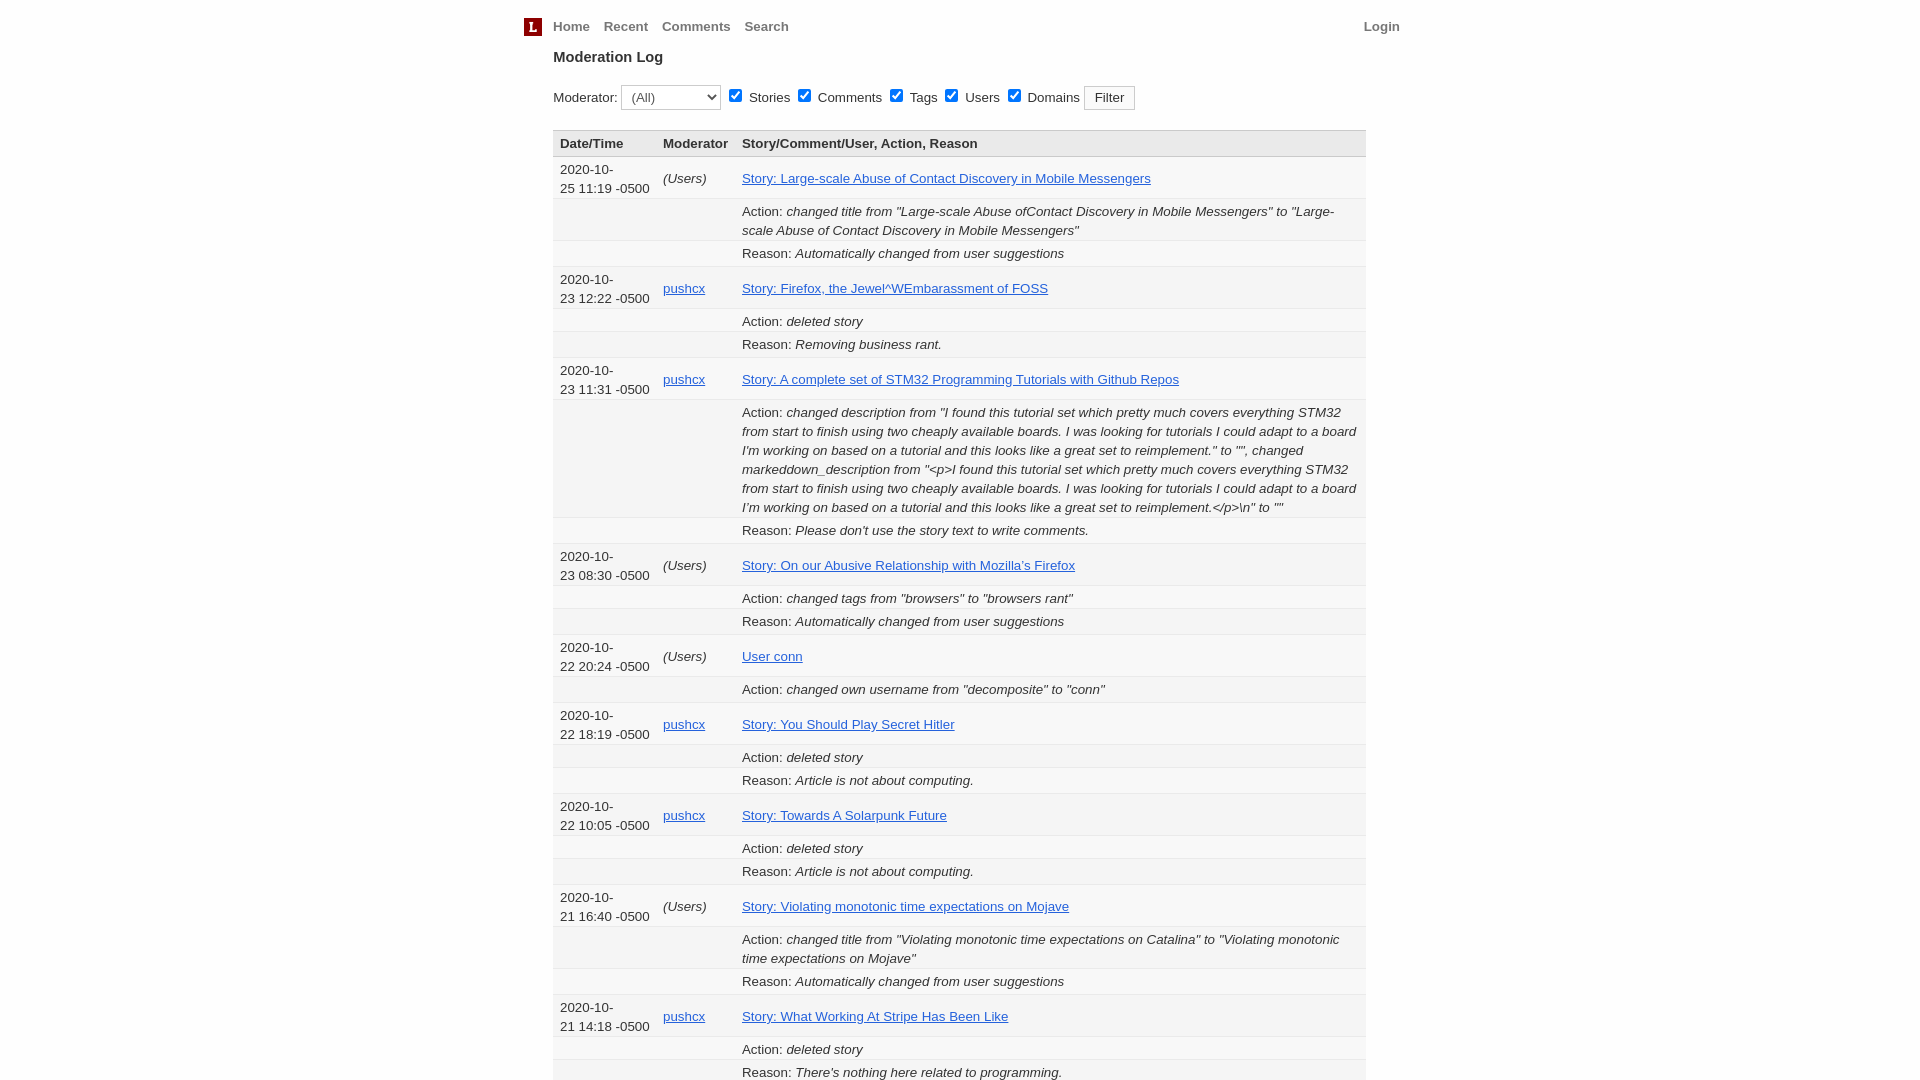 L Home Recent Comments Search Login
Moderation Log
Moderator: (All) Stories Comments Tags Users Domains Filter
Date/Time Moderator Story/Comment/User, Action, Reason
2020-10-
25 11:19 -0500 (Users) Story: Large-scale Abuse of Contact Discovery in Mobile Messengers
Action: changed title from "Large-scale Abuse ofContact Discovery in Mobile Messengers" to "Large-
scale Abuse of Contact Discovery in Mobile Messengers"
Reason: Automatically changed from user suggestions
2020-10-
23 12:22 -0500 pushcx Story: Firefox, the Jewel^WEmbarassment of FOSS
Action: deleted story
Reason: Removing business rant.
2020-10-
23 11:31 -0500 pushcx Story: A complete set of STM32 Programming Tutorials with Github Repos
Action: changed description from "I found this tutorial set which pretty much covers everything STM32
from start to finish using two cheaply available boards. I was looking for tutorials I could adapt to a board
I'm working on based on a tutorial and this looks like a great set to reimplement." to "", changed
markeddown_description from "<p>I found this tutorial set which pretty much covers everything STM32
from start to finish using two cheaply available boards. I was looking for tutorials I could adapt to a board
I’m working on based on a tutorial and this looks like a great set to reimplement.</p>\n" to ""
Reason: Please don't use the story text to write comments.
2020-10-
23 08:30 -0500 (Users) Story: On our Abusive Relationship with Mozilla’s Firefox
Action: changed tags from "browsers" to "browsers rant"
Reason: Automatically changed from user suggestions
2020-10-
22 20:24 -0500 (Users) User conn
Action: changed own username from "decomposite" to "conn"
2020-10-
22 18:19 -0500 pushcx Story: You Should Play Secret Hitler
Action: deleted story
Reason: Article is not about computing.
2020-10-
22 10:05 -0500 pushcx Story: Towards A Solarpunk Future
Action: deleted story
Reason: Article is not about computing.
2020-10-
21 16:40 -0500 (Users) Story: Violating monotonic time expectations on Mojave
Action: changed title from "Violating monotonic time expectations on Catalina" to "Violating monotonic
time expectations on Mojave"
Reason: Automatically changed from user suggestions
2020-10-
21 14:18 -0500 pushcx Story: What Working At Stripe Has Been Like
Action: deleted story
Reason: There's nothing here related to programming.